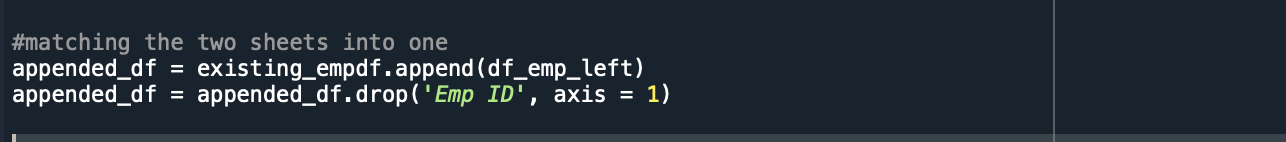 #matching the two sheets into one
appended_df = existing_empdf.append(df_emp_left)
appended_df = appended_df.drop('Emp ID', axis = 1)